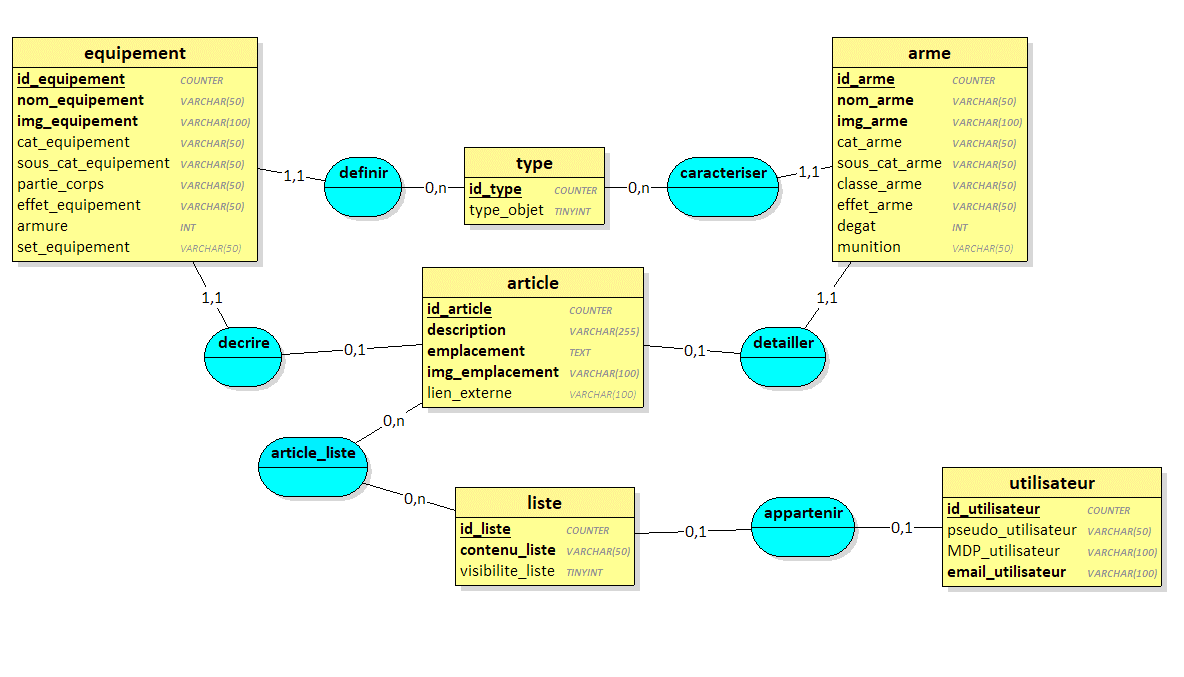 equipement
id_equipement COUNTER
nom_equipement VARCHAR(50)
img_equipement VARCHAR(100)
cat_equipement VARCHAR(50)
sous_cat_equipement VARCHAR(50)
partie_corps VARCHAR(50)
effet_equipement VARCHAR(50)
armure INT
set_equipement VARCHAR(50)
1,1
definir
0,n
type
id_type COUNTER
type_objet TINYINT
0,n
caracteriser
1,1
arme
id_arme COUNTER
nom_arme VARCHAR(50)
img_arme VARCHAR(100)
cat_arme VARCHAR(50)
sous_cat_arme VARCHAR(50)
classe_arme VARCHAR(50)
effet_arme VARCHAR(50)
degat INT
munition VARCHAR(50)
1,1
decrire
0,1
article
id_article COUNTER
description VARCHAR(255)
emplacement TEXT
img_emplacement VARCHAR(100)
lien_externe VARCHAR(100)
0,1
detailler
1,1
0,n
article_liste
0,n
liste
id_liste COUNTER
contenu_liste VARCHAR(50)
visibilite_liste TINYINT
0,1
appartenir
0,1
utilisateur
id_utilisateur COUNTER
pseudo_utilisateur VARCHAR(50)
MDP_utilisateur VARCHAR(100)
email_utilisateur VARCHAR(100)